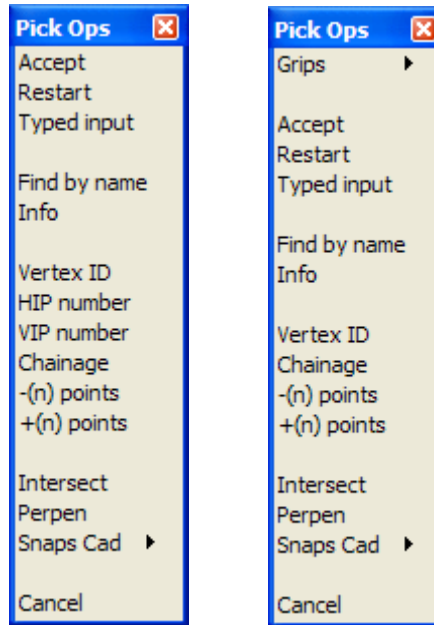 Pick Ops
Accept
Restart
Typed input
Find by name
Info
Vertex ID
HIP number
VIP number
Chainage
-(n) points
+(n) points
Intersect
Perpen
Snaps Cad
Cancel
Pick Ops
Grips
Accept
Restart
Typed input
Find by name
Info
Vertex ID
Chainage
-(n) points
+(n) points
Intersect
Perpen
Snaps Cad
Cancel